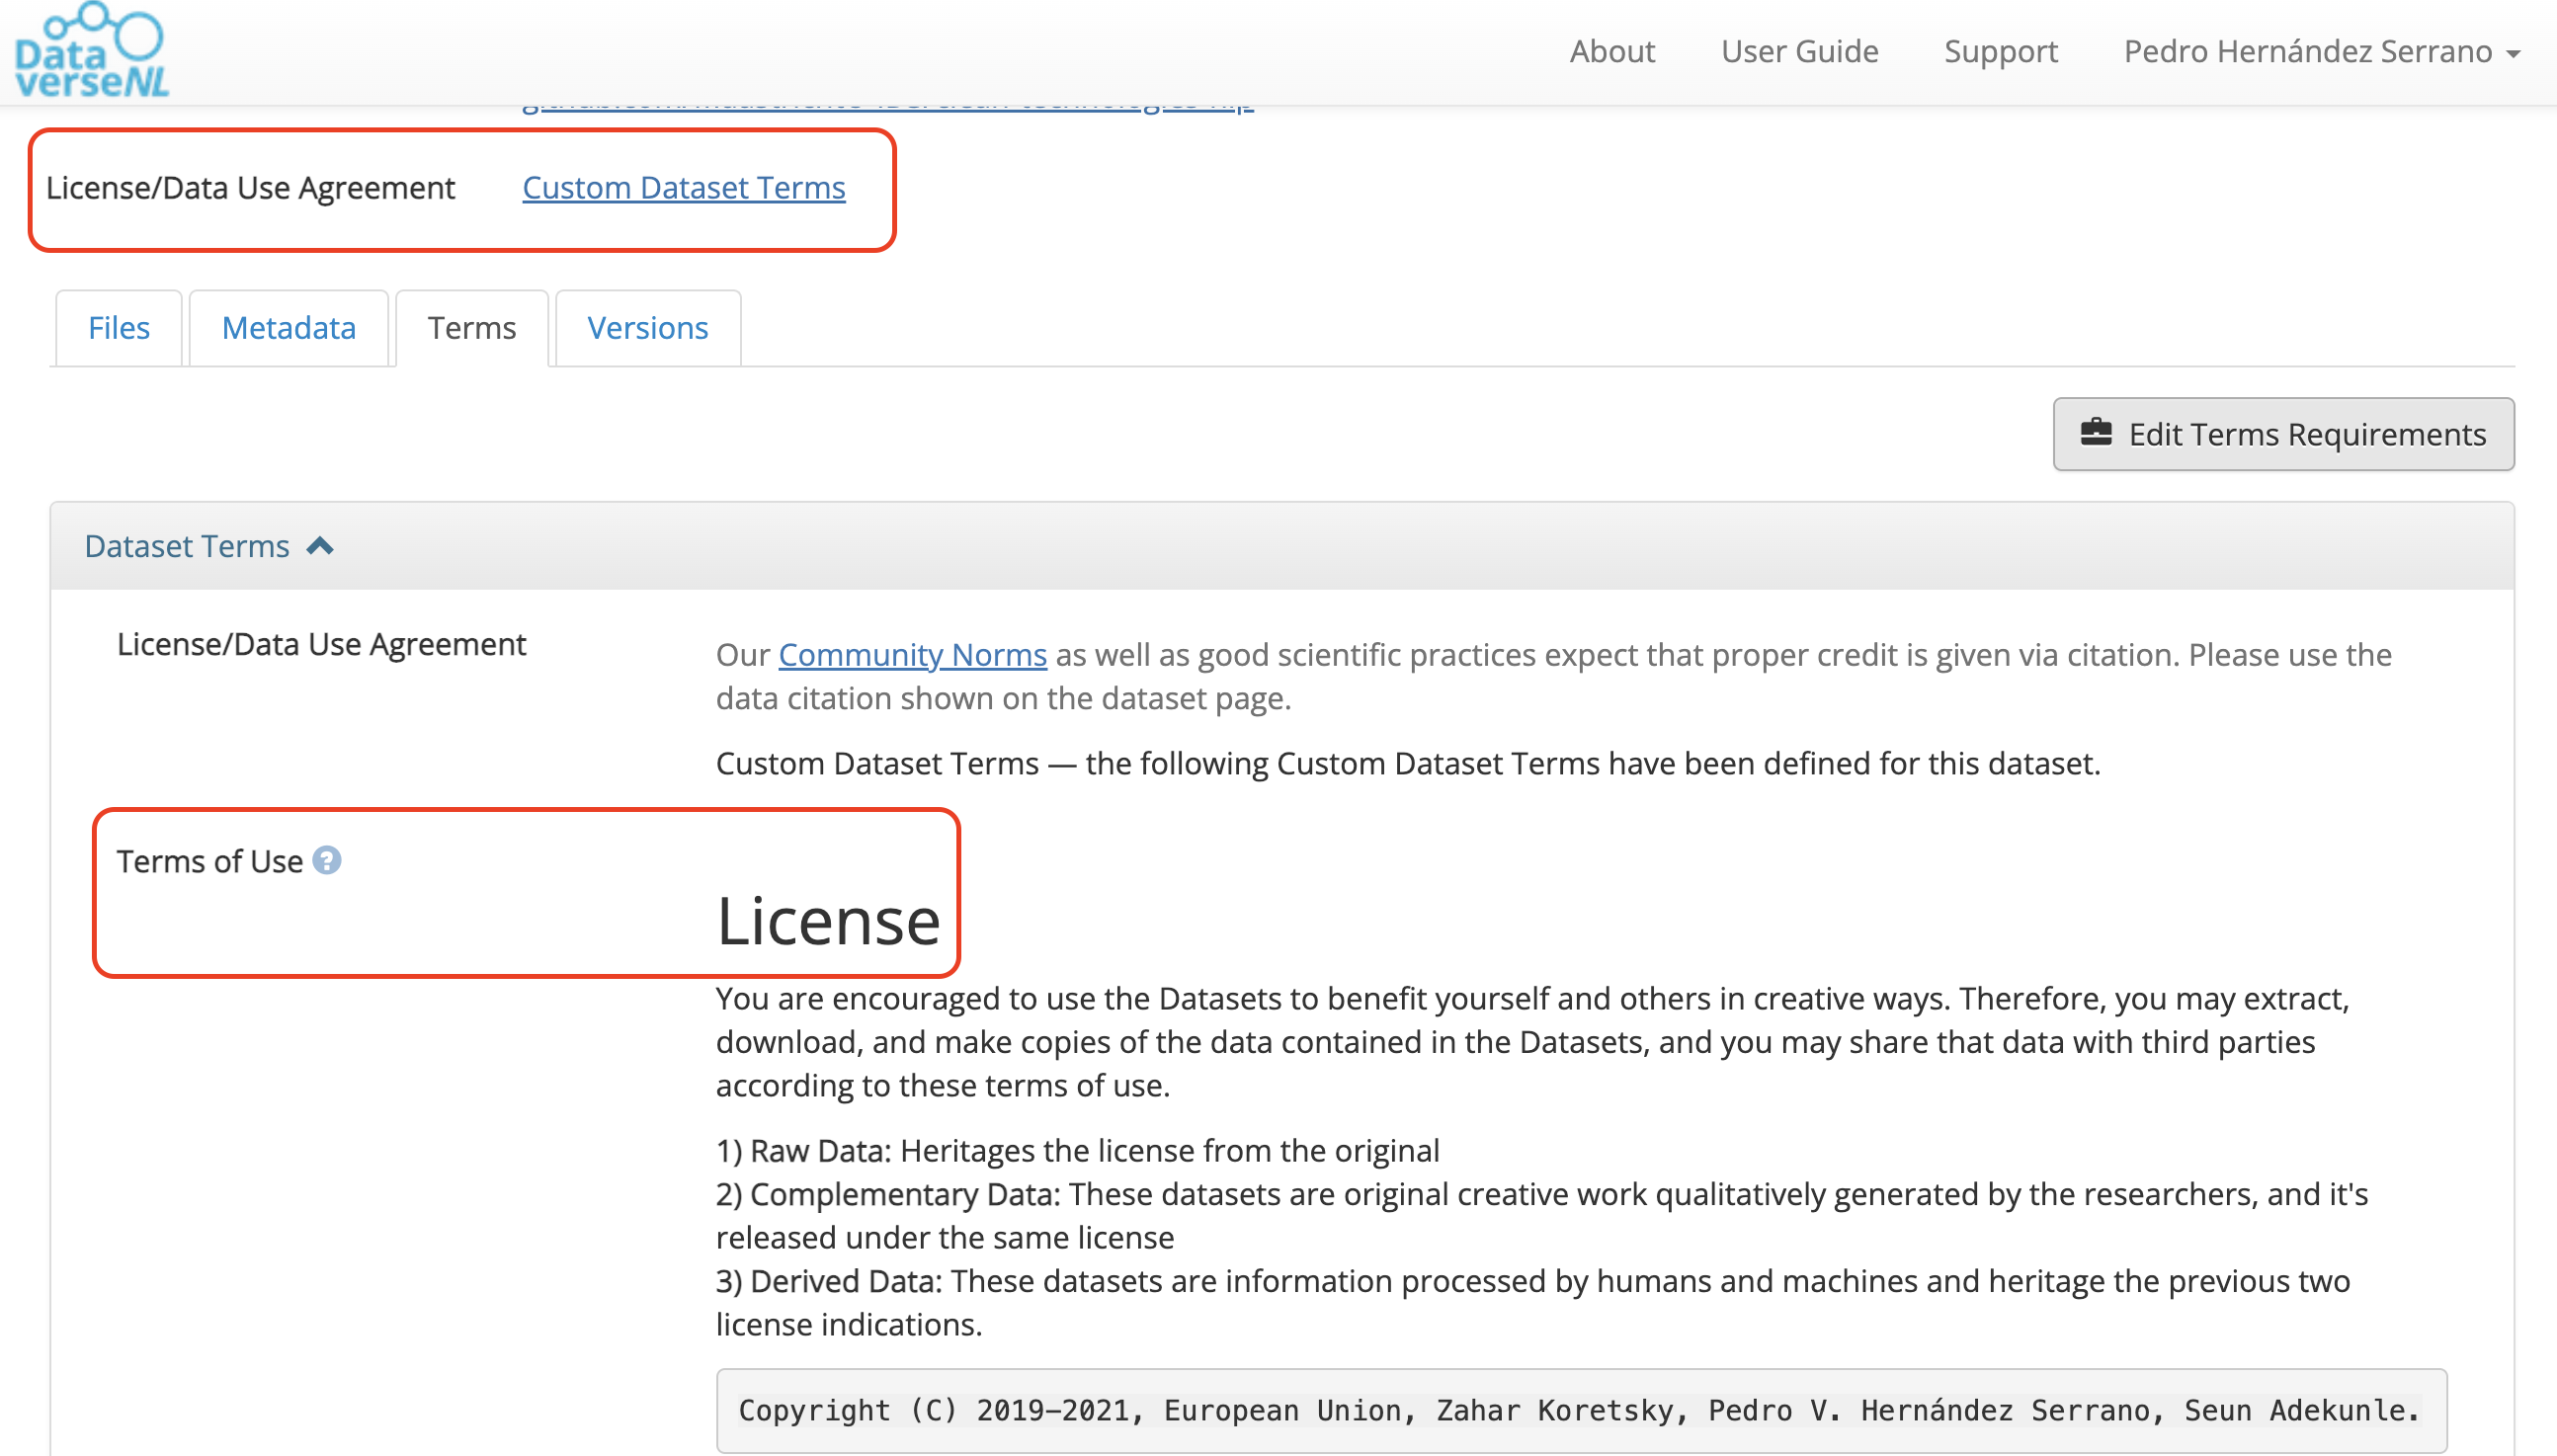 Data
verseNL
About
User Guide
Support
Pedro Hernández Serrano
License/Data Use Agreement
Custom Dataset Terms
Files
Metadata
Terms
Versions
Edit Terms Requirements
Dataset Terms
License/Data Use Agreement
Our Community Norms as well as good scientific practices expect that proper credit is given via citation. Please use the
data citation shown on the dataset page.
Custom Dataset Terms — the following Custom Dataset Terms have been defined for this dataset.
Terms of Use ?
License
You are encouraged to use the Datasets to benefit yourself and others in creative ways. Therefore, you may extract,
download, and make copies of the data contained in the Datasets, and you may share that data with third parties
according to these terms of use.
1) Raw Data: Heritages the license from the original
2) Complementary Data: These datasets are original creative work qualitatively generated by the researchers, and it's
released under the same license
3) Derived Data: These datasets are information processed by humans and machines and heritage the previous two
license indications.
Copyright (C) 2019–2021, European Union, Zahar Koretsky, Pedro V. Hernández Serrano, Seun Adekunle.